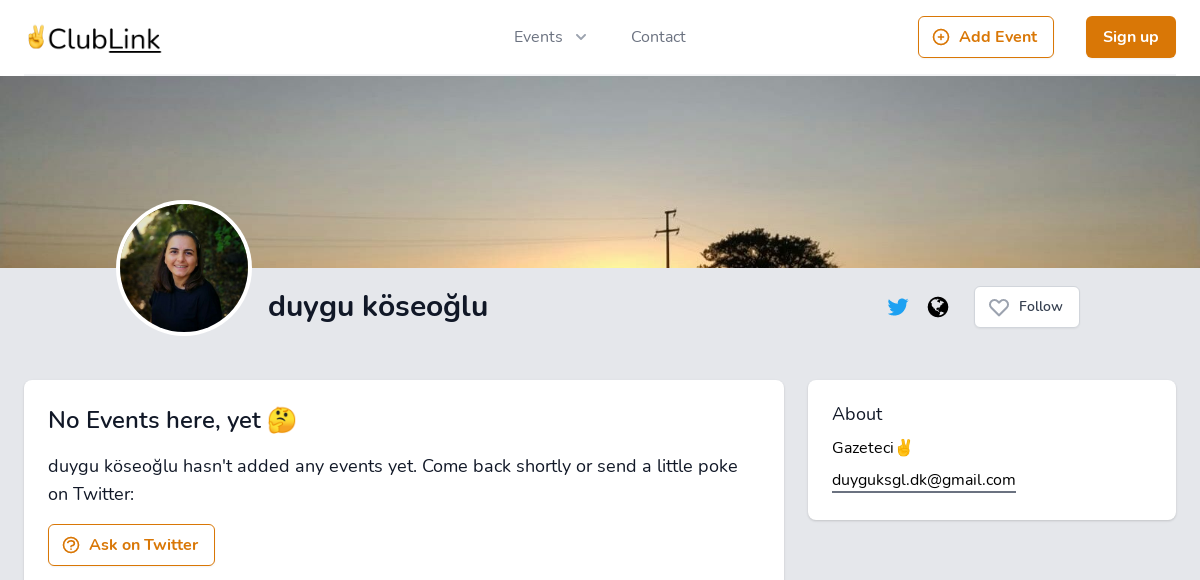 ✌️ClubLink
Events
Contact
Add Event
Sign up
duygu köseoğlu
Follow
No Events here, yet 🤔
duygu köseoğlu hasn't added any events yet. Come back shortly or send a little poke
on Twitter:
Ask on Twitter
About
Gazeteci✌️
duyguksgl.dk@gmail.com